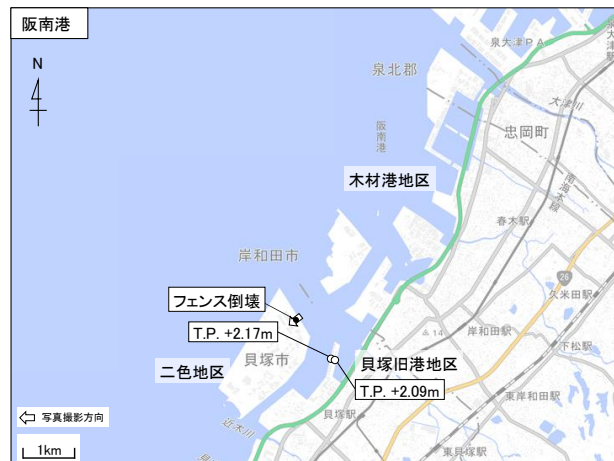 阪南港
N
泉大津PA
泉大津駅
泉北郡
大津川
阪南港
忠岡町
木材港地区
南海本線
春木駅
岸和田市
26
久米田駅
フェンス倒壊
T.P. +2.17m
14
岸和田駅
下松駅
二色地区
貝塚市
貝塚旧港地区
T.P. +2.09m
東岸和田駅
写真撮影方向
近木川
貝塚駅
東貝塚駅
1km